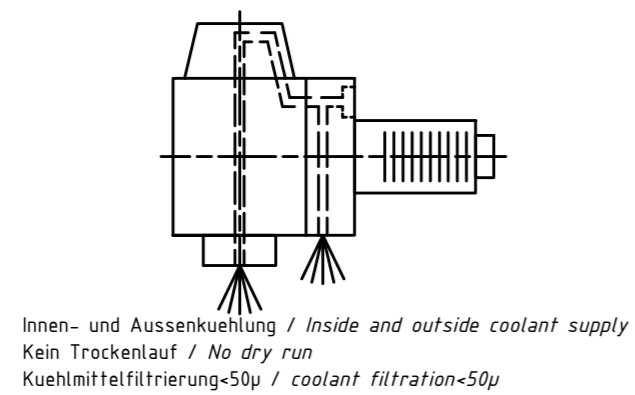 Innen- und Aussenkuehlung / Inside and outside coolant supply
Kein Trockenlauf / No dry run
Kuehlmittelfiltrierung<50µ / coolant filtration<50µ